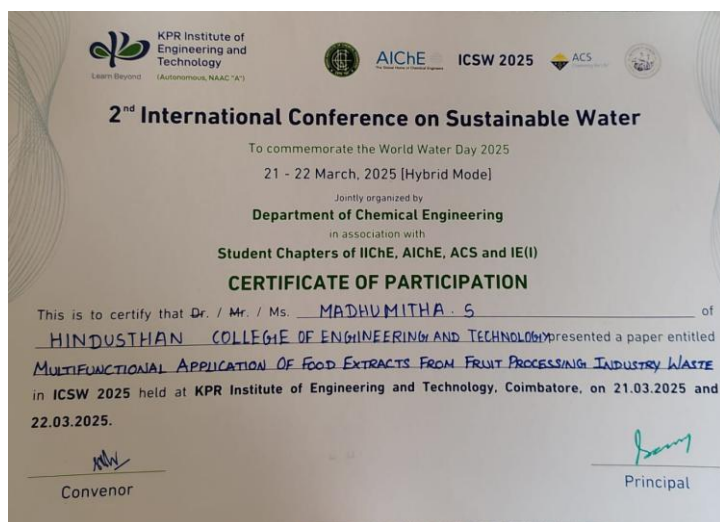 KPR Institute of
Engineering and
Technology
Learn Beyond
(Autonomous, NAAC "A")
AIChE
ICSW 2025
ACS
2nd International Conference on Sustainable Water
To commemorate the World Water Day 2025
21 - 22 March, 2025 [Hybrid Mode]
Jointly organized by
Department of Chemical Engineering
in association with
Student Chapters of IIChE, AIChE, ACS and IE(I)
CERTIFICATE OF PARTICIPATION
This is to certify that Dr. / Mr. / Ms. MADHUMITHA. S of
HINDUSTHAN COLLEGE OF ENGINEERING AND TECHNOLOGY presented a paper entitled
MULTIFUNCTIONAL APPLICATION OF FOOD EXTRACTS FROM FRUIT PROCESSING INDUSTRY WASTE
in ICSW 2025 held at KPR Institute of Engineering and Technology, Coimbatore, on 21.03.2025 and
22.03.2025.
Convenor
Principal